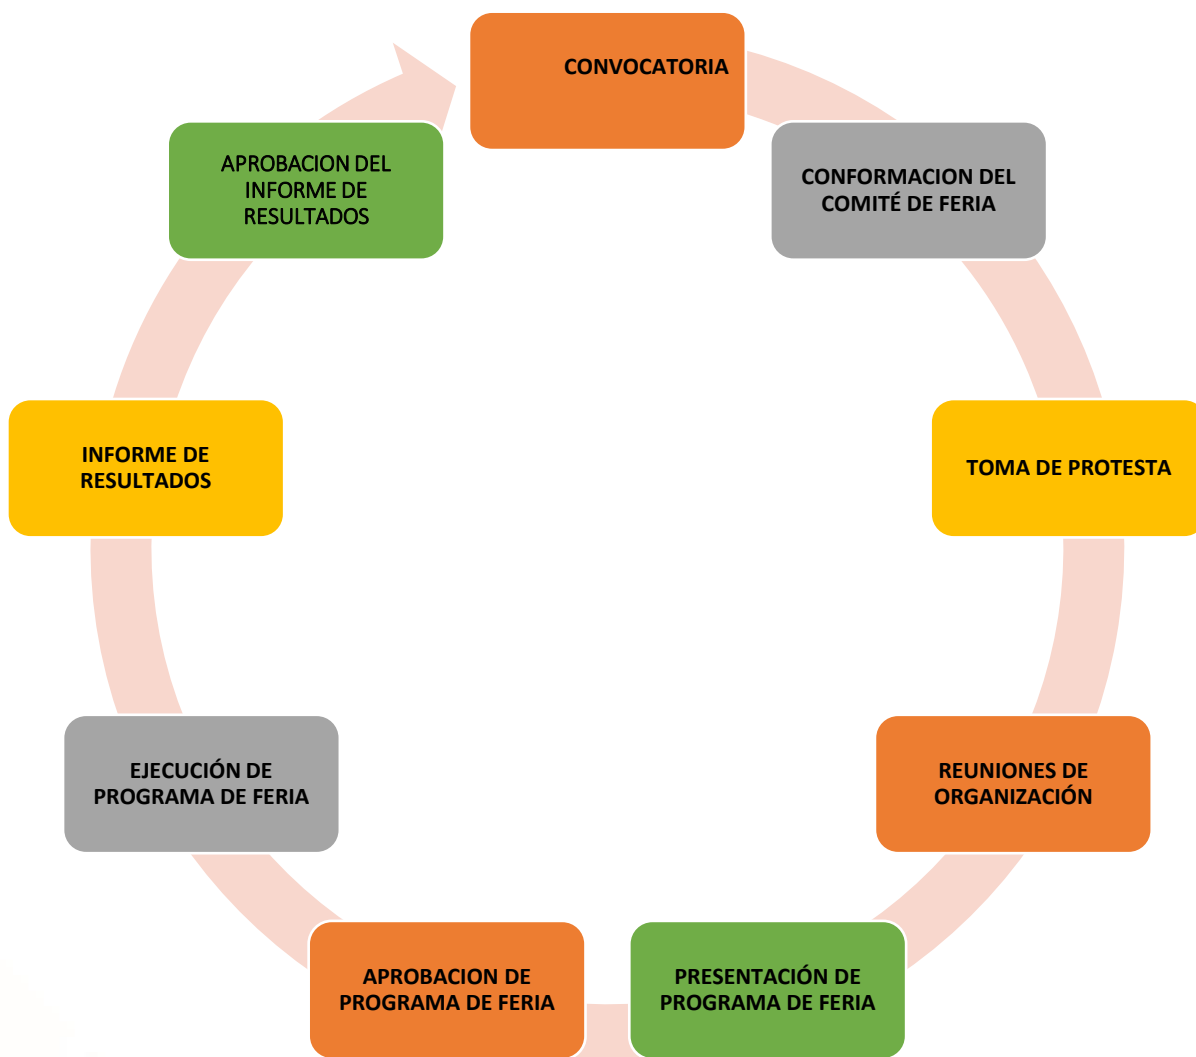 CONVOCATORIA
CONFORMACION DEL
COMITÉ DE FERIA
TOMA DE PROTESTA
REUNIONES DE
ORGANIZACIÓN
PRESENTACIÓN DE
PROGRAMA DE FERIA
APROBACION DE
PROGRAMA DE FERIA
EJECUCIÓN DE
PROGRAMA DE FERIA
INFORME DE
RESULTADOS
APROBACION DEL
INFORME DE
RESULTADOS